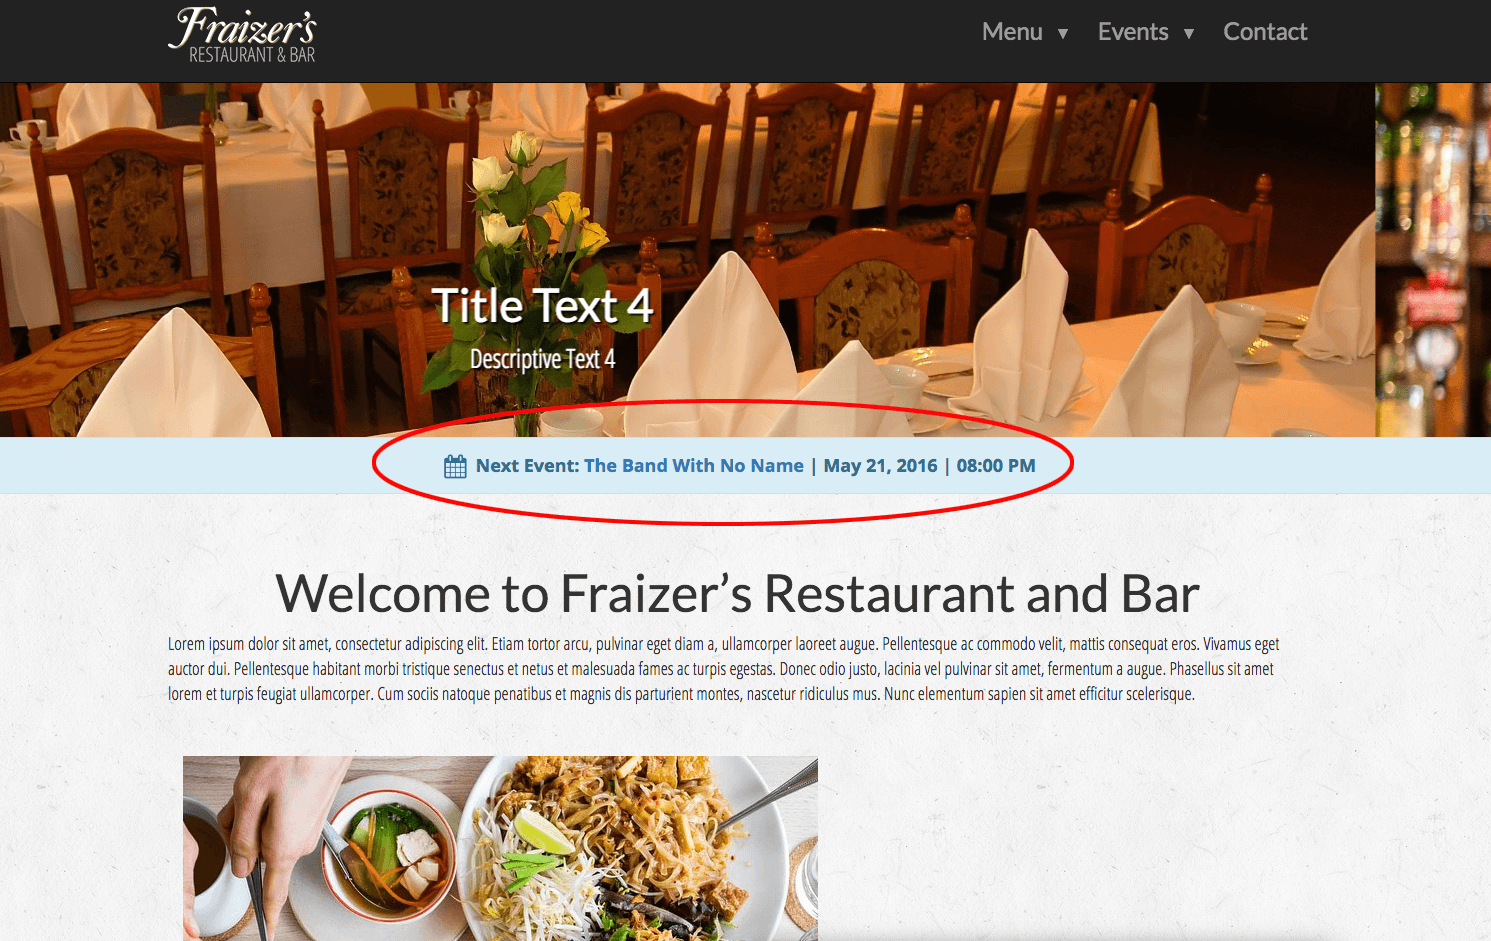 Fraizer's
RESTAURANT & BAR
Menu ▼ Events ▼ Contact
Title Text 4
Descriptive Text 4
Next Event: The Band With No Name | May 21, 2016 | 08:00 PM
Welcome to Fraizer’s Restaurant and Bar
Lorem ipsum dolor sit amet, consectetur adipiscing elit. Etiam tortor arcu, pulvinar eget diam a, ullamcorper laoreet augue. Pellentesque ac commodo velit, mattis consequat eros. Vivamus eget
auctor dui. Pellentesque habitant morbi tristique senectus et netus et malesuada fames ac turpis egestas. Donec odio justo, lacinia vel pulvinar sit amet, fermentum a augue. Phasellus sit amet
lorem et turpis feugiat ullamcorper. Cum sociis natoque penatibus et magnis dis parturient montes, nascetur ridiculus mus. Nunc elementum sapien sit amet efficitur scelerisque.